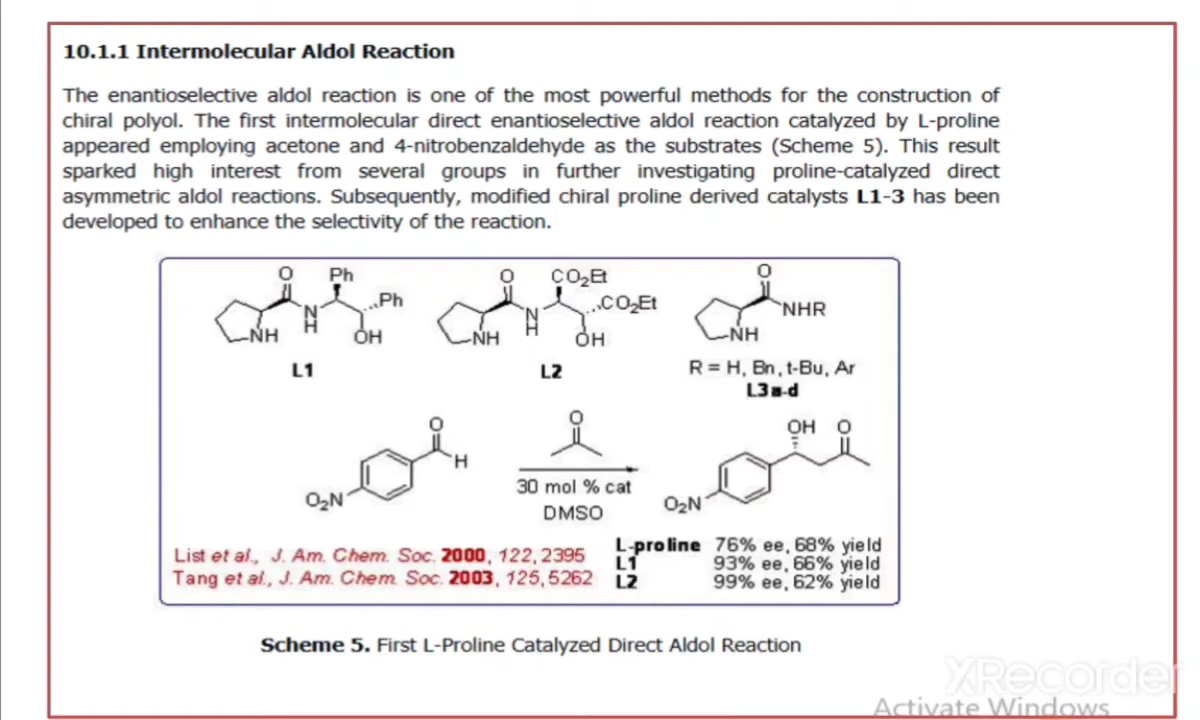 10.1.1 Intermolecular Aldol Reaction
The enantioselective aldol reaction is one of the most powerful methods for the construction of
chiral polyol. The first intermolecular direct enantioselective aldol reaction catalyzed by L-proline
appeared employing acetone and 4-nitrobenzaldehyde as the substrates (Scheme 5). This result
sparked high interest from several groups in further investigating proline-catalyzed direct
asymmetric aldol reactions. Subsequently, modified chiral proline derived catalysts L1-3 has been
developed to enhance the selectivity of the reaction.
O Ph O CO₂Et O
Ph CO₂Et NHR
N H N H
NH OH NH OH NH
L1 L2 R = H, Bn, t-Bu, Ar
L3a-d
O O OH O
H
O₂N 30 mol % cat O₂N
DMSO
L-proline 76% ee, 68% yield
List et al., J. Am. Chem. Soc. 2000, 122, 2395 L1 93% ee, 66% yield
Tang et al., J. Am. Chem. Soc. 2003, 125, 5262 L2 99% ee, 62% yield
Scheme 5. First L-Proline Catalyzed Direct Aldol Reaction
XRecorder
Activate Windows